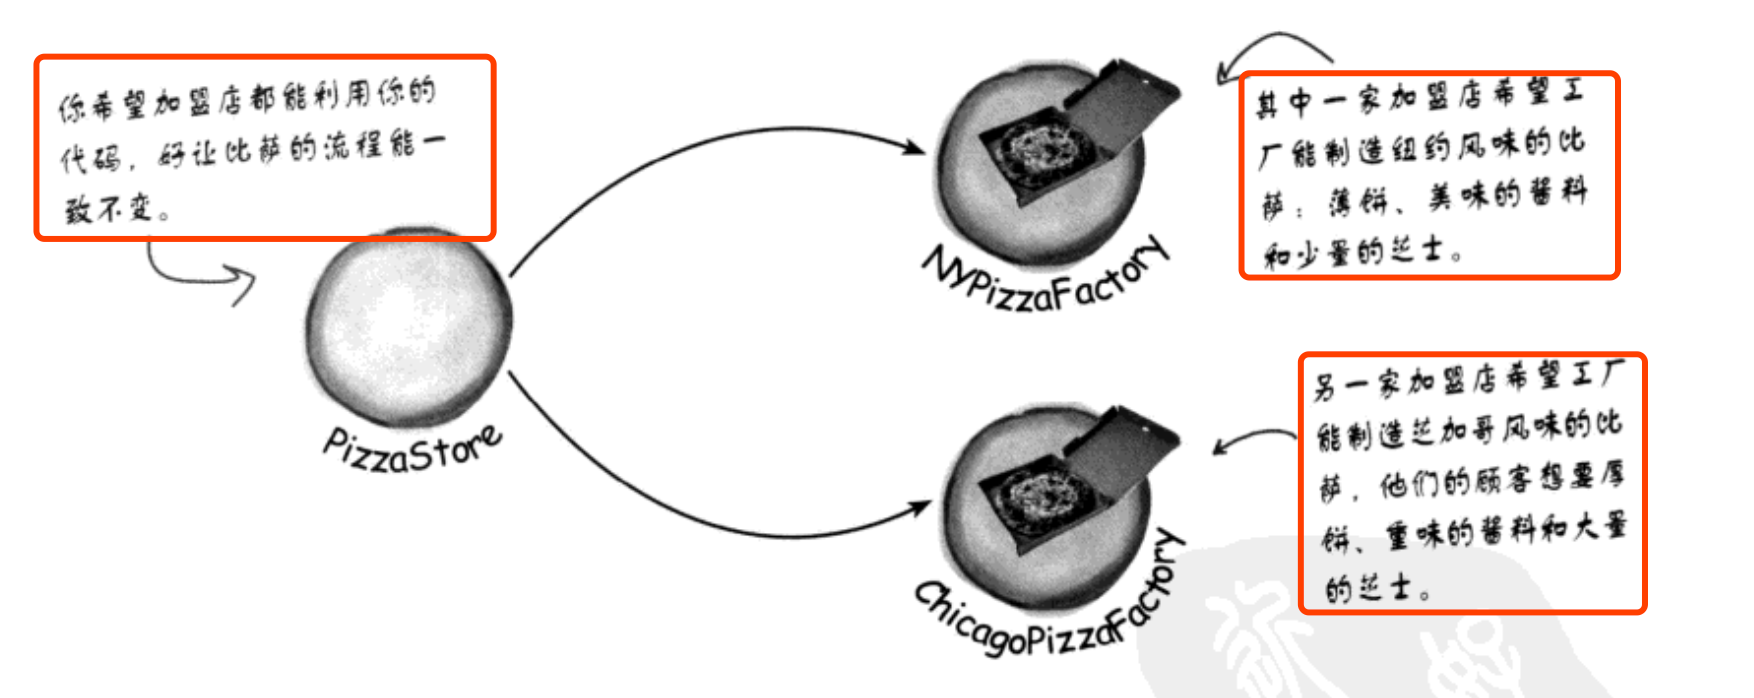 你希望加盟店都能利用你的
代码，好让比萨的流程能一
致不变。
PizzaStore
NYPizzaFactory
其中一家加盟店希望工
厂能制造纽约风味的比
萨：薄饼、美味的酱料
和少量的芝士。
另一家加盟店希望工厂
能制造芝加哥风味的比
萨，他们的顾客想要厚
饼、重味的酱料和大量
的芝士。
ChicagoPizzaFactory